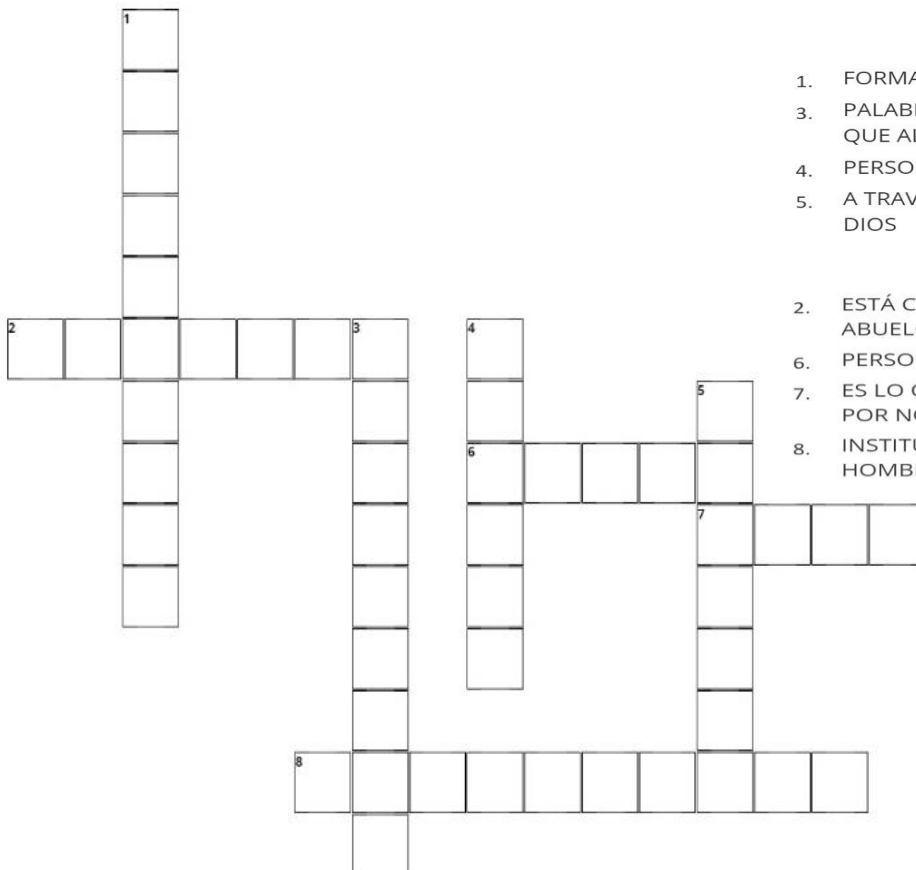 1
1. FORMA
3. PALAB
QUE AL
4. PERSO
5. A TRAV
DIOS
2. ESTÁ C
ABUEL
6. PERSO
7. ES LO
POR NO
8. INSTITU
HOMB
2
3
4
5
6
7
8